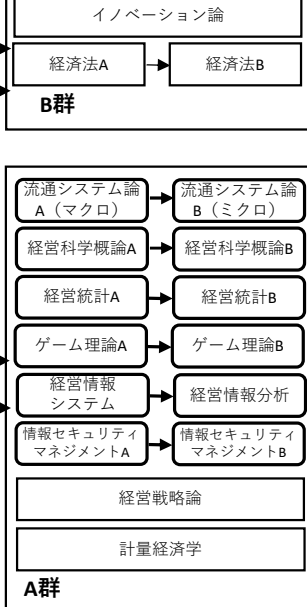 イノベーション論
経済法A
経済法B
B群
流通システム論
A（マクロ）
流通システム論
B（ミクロ）
経営科学概論A
経営科学概論B
経営統計A
経営統計B
ゲーム理論A
ゲーム理論B
経営情報
システム
経営情報分析
情報セキュリティ
マネジメントA
情報セキュリティ
マネジメントB
経営戦略論
計量経済学
A群